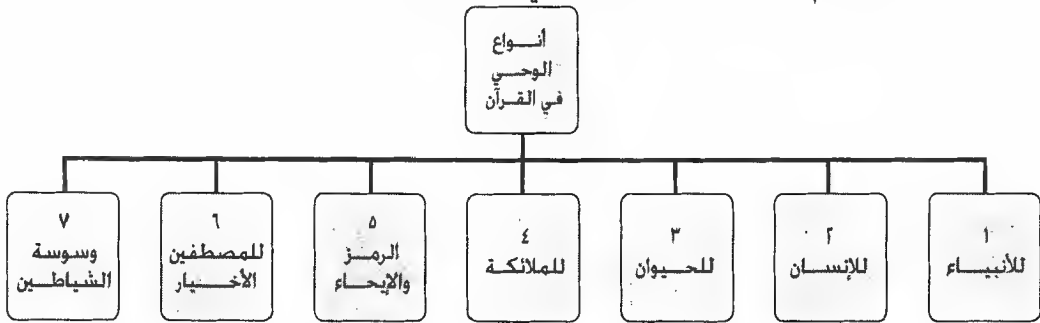 أنواع
الوحي
في القرآن
١
للأنبياء
٢
للإنسان
٣
للحيوان
٤
للملائكة
٥
الرمز
والإيحاء
٦
للمصطفين
الأخيار
٧
وسوسة
الشياطين